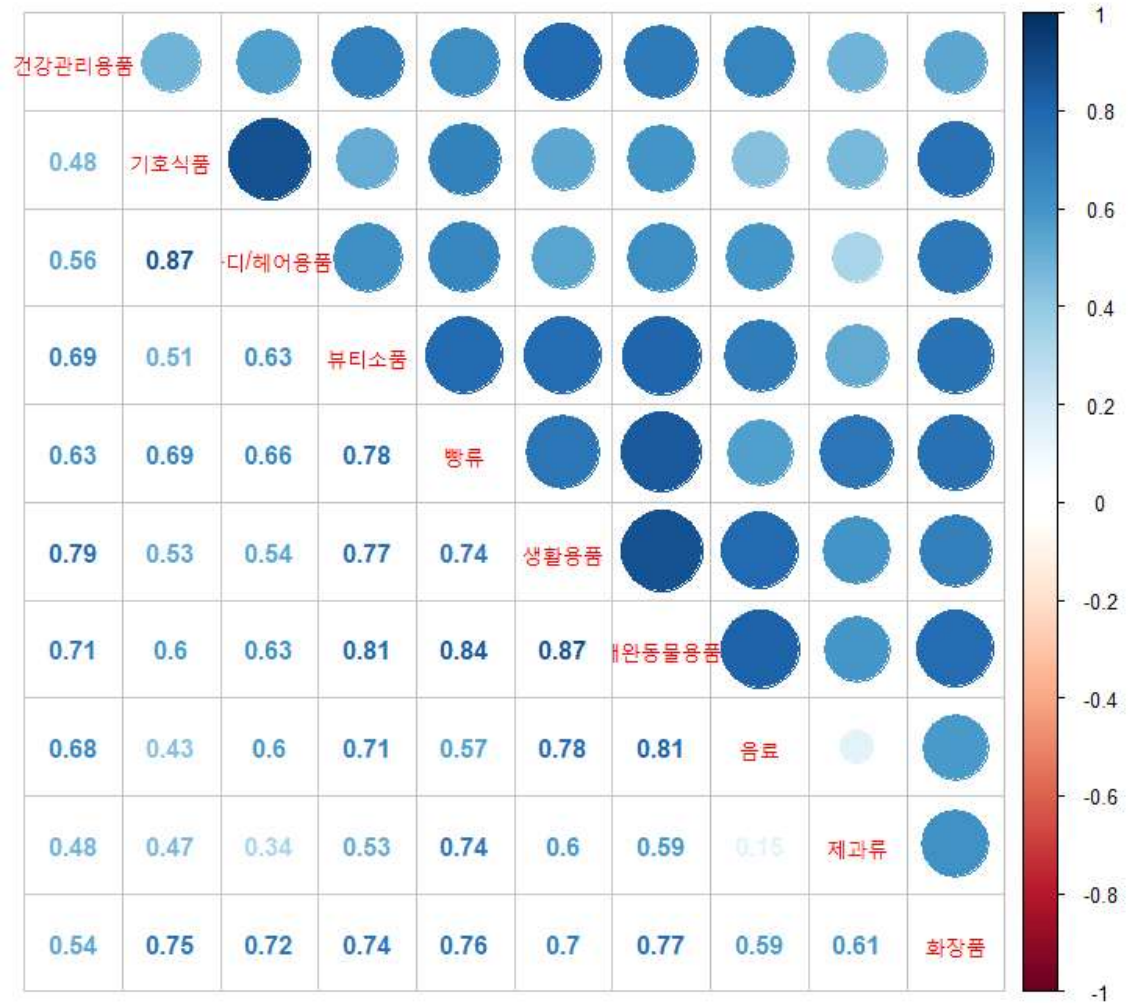 건강관리용품
0.48 기호식품
0.56 0.87 디/헤어용품
0.69 0.51 0.63 뷰티소품
0.63 0.69 0.66 0.78 빵류
0.79 0.53 0.54 0.77 0.74 생활용품
0.71 0.6 0.63 0.81 0.84 0.87 완동물용품
0.68 0.43 0.6 0.71 0.57 0.78 0.81 음료
0.48 0.47 0.34 0.53 0.74 0.6 0.59 0.15 제과류
0.54 0.75 0.72 0.74 0.76 0.7 0.77 0.59 0.61 화장품
1
0.8
0.6
0.4
0.2
0
-0.2
-0.4
-0.6
-0.8
-1